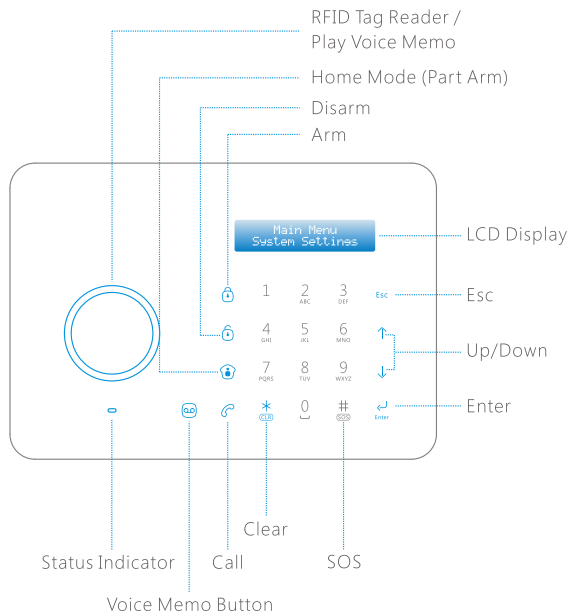 RFID Tag Reader /
Play Voice Memo
Home Mode (Part Arm)
Disarm
Arm
Main Menu
System Settings
LCD Display
1
2
ABC
3
DEF
Esc
Esc
4
GHI
5
JKL
6
MNO
Up/Down
7
PQRS
8
TUV
9
WXYZ
*
CLR
0
#
SOS
Enter
Enter
Clear
Status Indicator
Call
SOS
Voice Memo Button